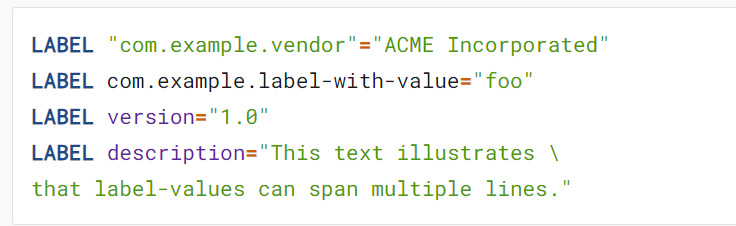 LABEL "com.example.vendor"="ACME Incorporated"
LABEL com.example.label-with-value="foo"
LABEL version="1.0"
LABEL description="This text illustrates \
that label-values can span multiple lines."